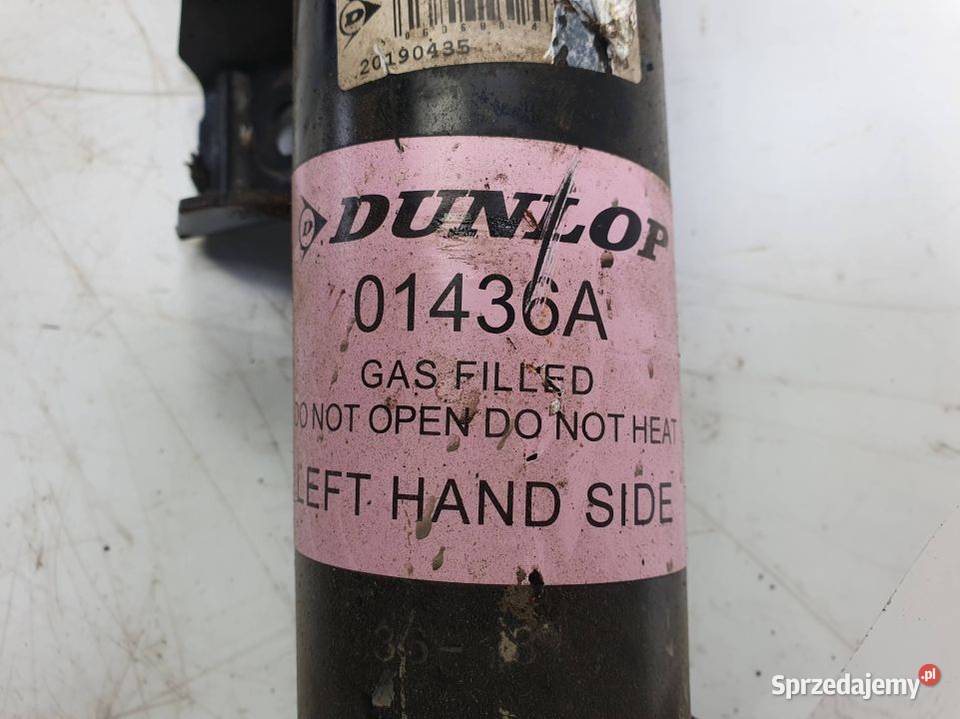 20190435
DUNLOP
01436A
GAS FILLED
DO NOT OPEN DO NOT HEAT
LEFT HAND SIDE
Sprzedajemy.pl